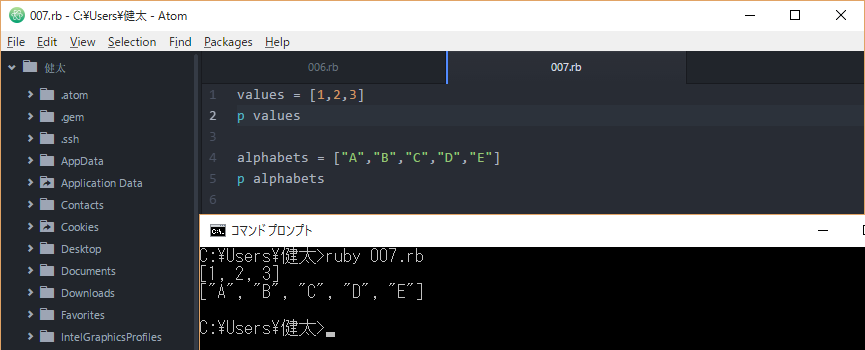 007.rb - C:¥Users¥健太 - Atom
File Edit View Selection Find Packages Help
健太
.atom
.gem
.ssh
AppData
Application Data
Contacts
Cookies
Desktop
Documents
Downloads
Favorites
IntelGraphicsProfiles
006.rb 007.rb
1 values = [1,2,3]
2 p values
3
4 alphabets = ["A","B","C","D","E"]
5 p alphabets
6
コマンドプロンプト
C:¥Users¥健太>ruby 007.rb
[1, 2, 3]
["A", "B", "C", "D", "E"]
C:¥Users¥健太>_